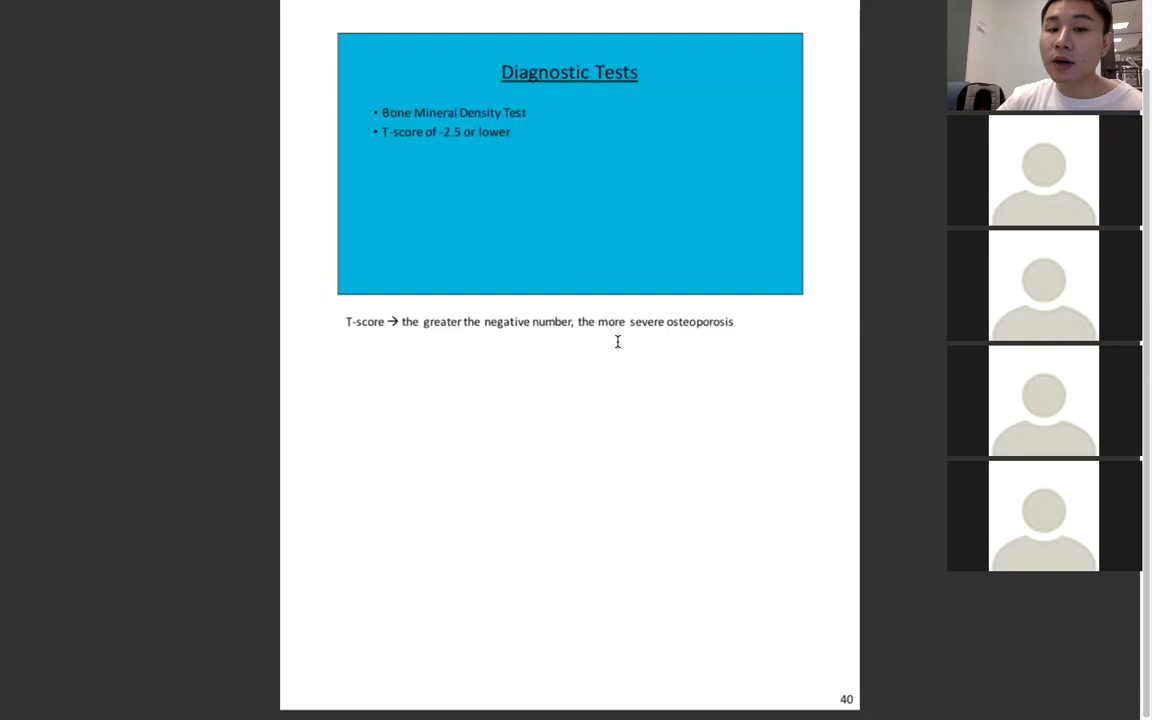 Diagnostic Tests
• Bone Mineral Density Test
• T-score of -2.5 or lower
T-score → the greater the negative number, the more severe osteoporosis
40